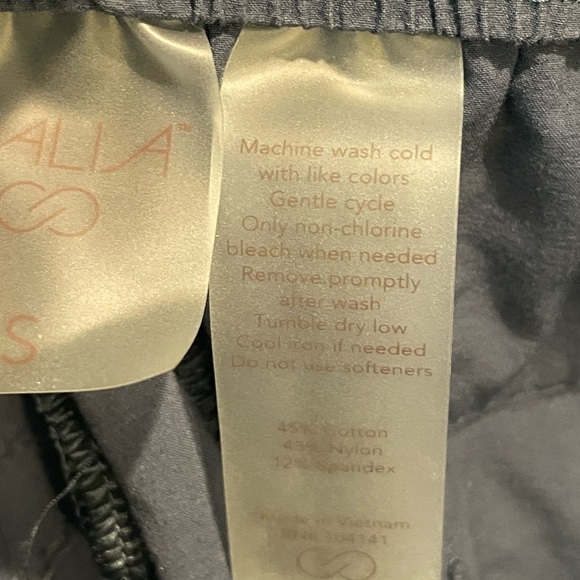 ALIA™
S
Machine wash cold
with like colors
Gentle cycle
Only non-chlorine
bleach when needed
Remove promptly
after wash
Tumble dry low
Cool iron if needed
Do not use softeners
45% Cotton
43% Nylon
12% Spandex
Made in Vietnam
104141